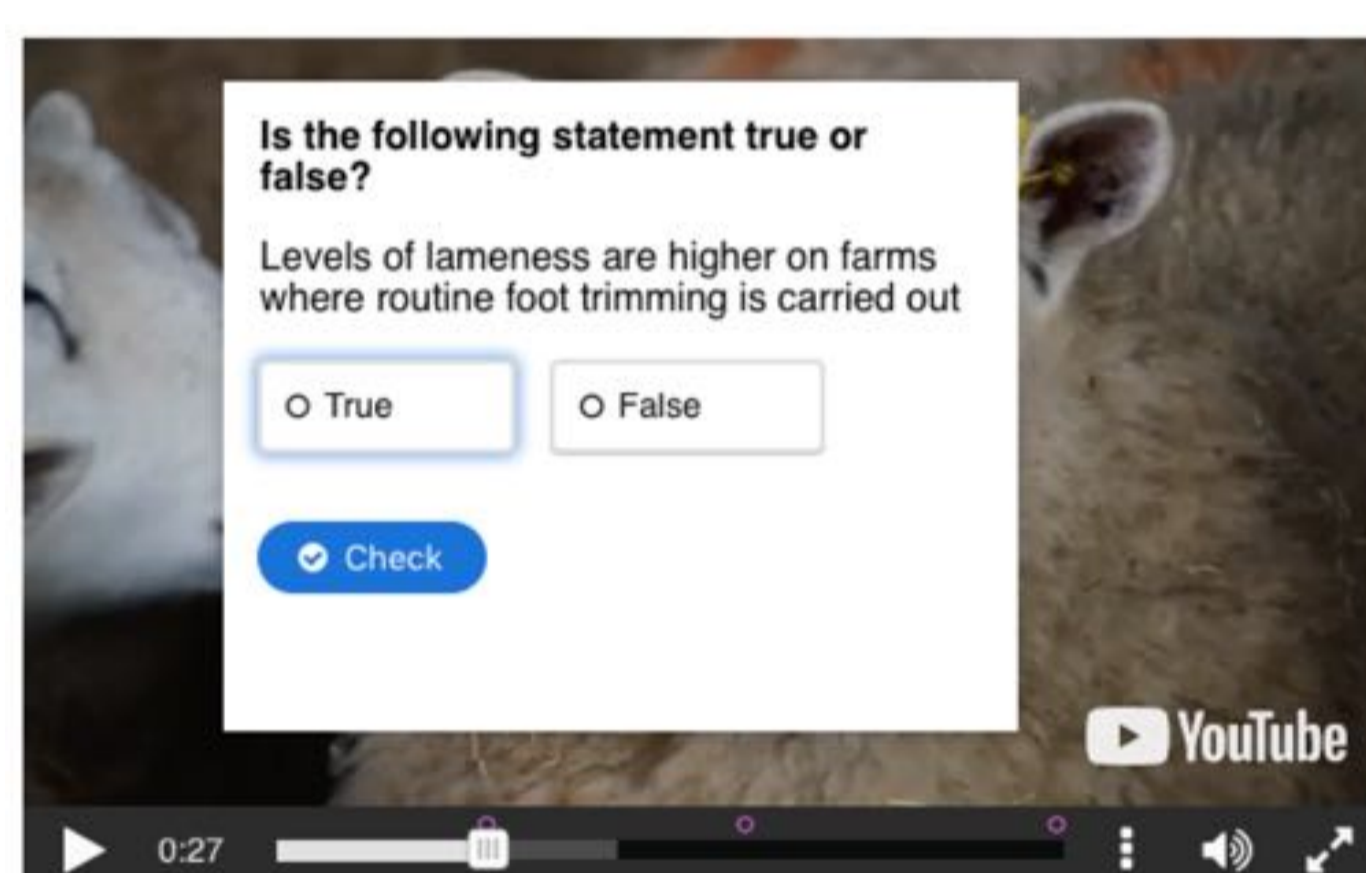 Is the following statement true or
false?
Levels of lameness are higher on farms
where routine foot trimming is carried out
True
False
Check
YouTube
0:27